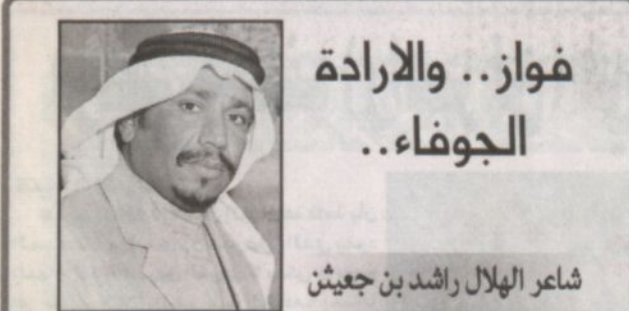 فواز.. والارادة
الجوفاء..
شاعر الهلال راشد بن جعيثن